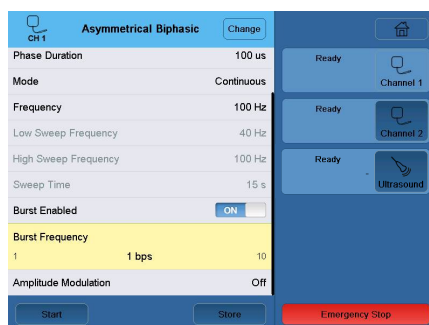 CH 1
Asymmetrical Biphasic
Change
Phase Duration 100 us
Mode Continuous
Frequency 100 Hz
Low Sweep Frequency 40 Hz
High Sweep Frequency 100 Hz
Sweep Time 15 s
Burst Enabled ON
Burst Frequency
1 1 bps 10
Amplitude Modulation Off
Start
Store
Ready
Channel 1
Ready
Channel 2
Ready
-
Ultrasound
Emergency Stop